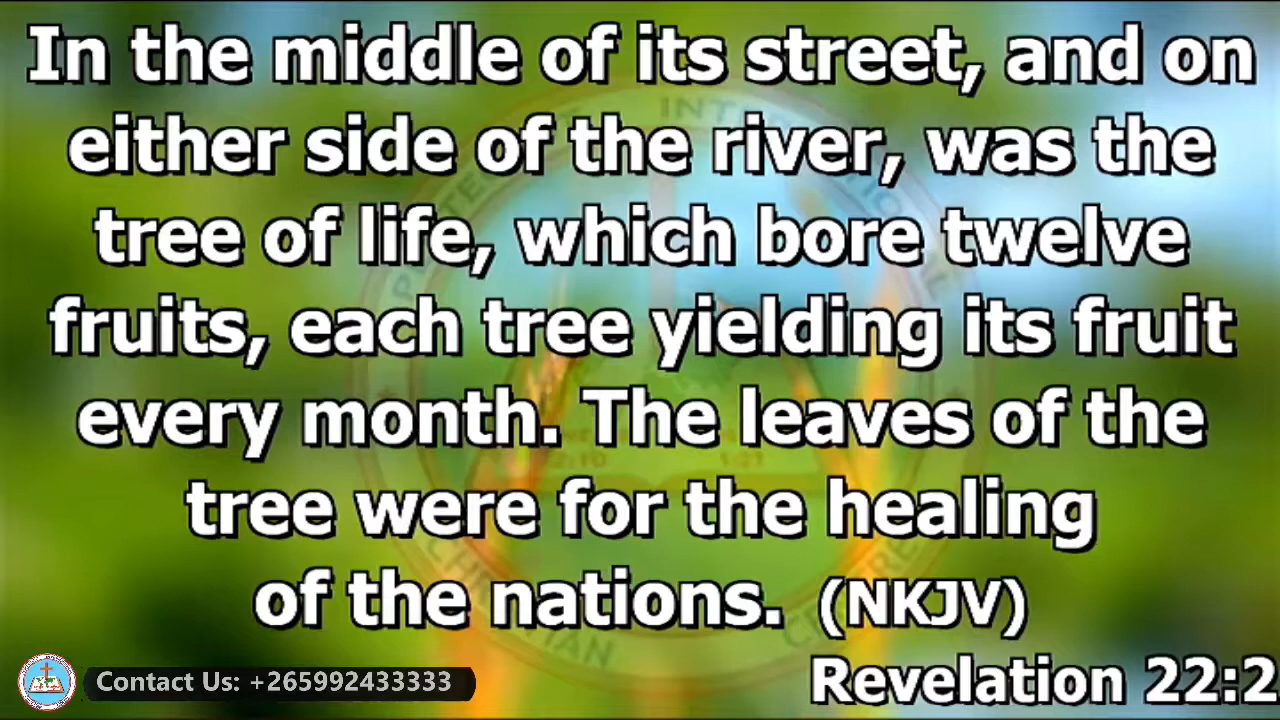 In the middle of its street, and on
either side of the river, was the
tree of life, which bore twelve
fruits, each tree yielding its fruit
every month. The leaves of the
tree were for the healing
of the nations. (NKJV)
Revelation 22:2
Contact Us: +265992433333
INTERNATIONAL
CHRISTIAN